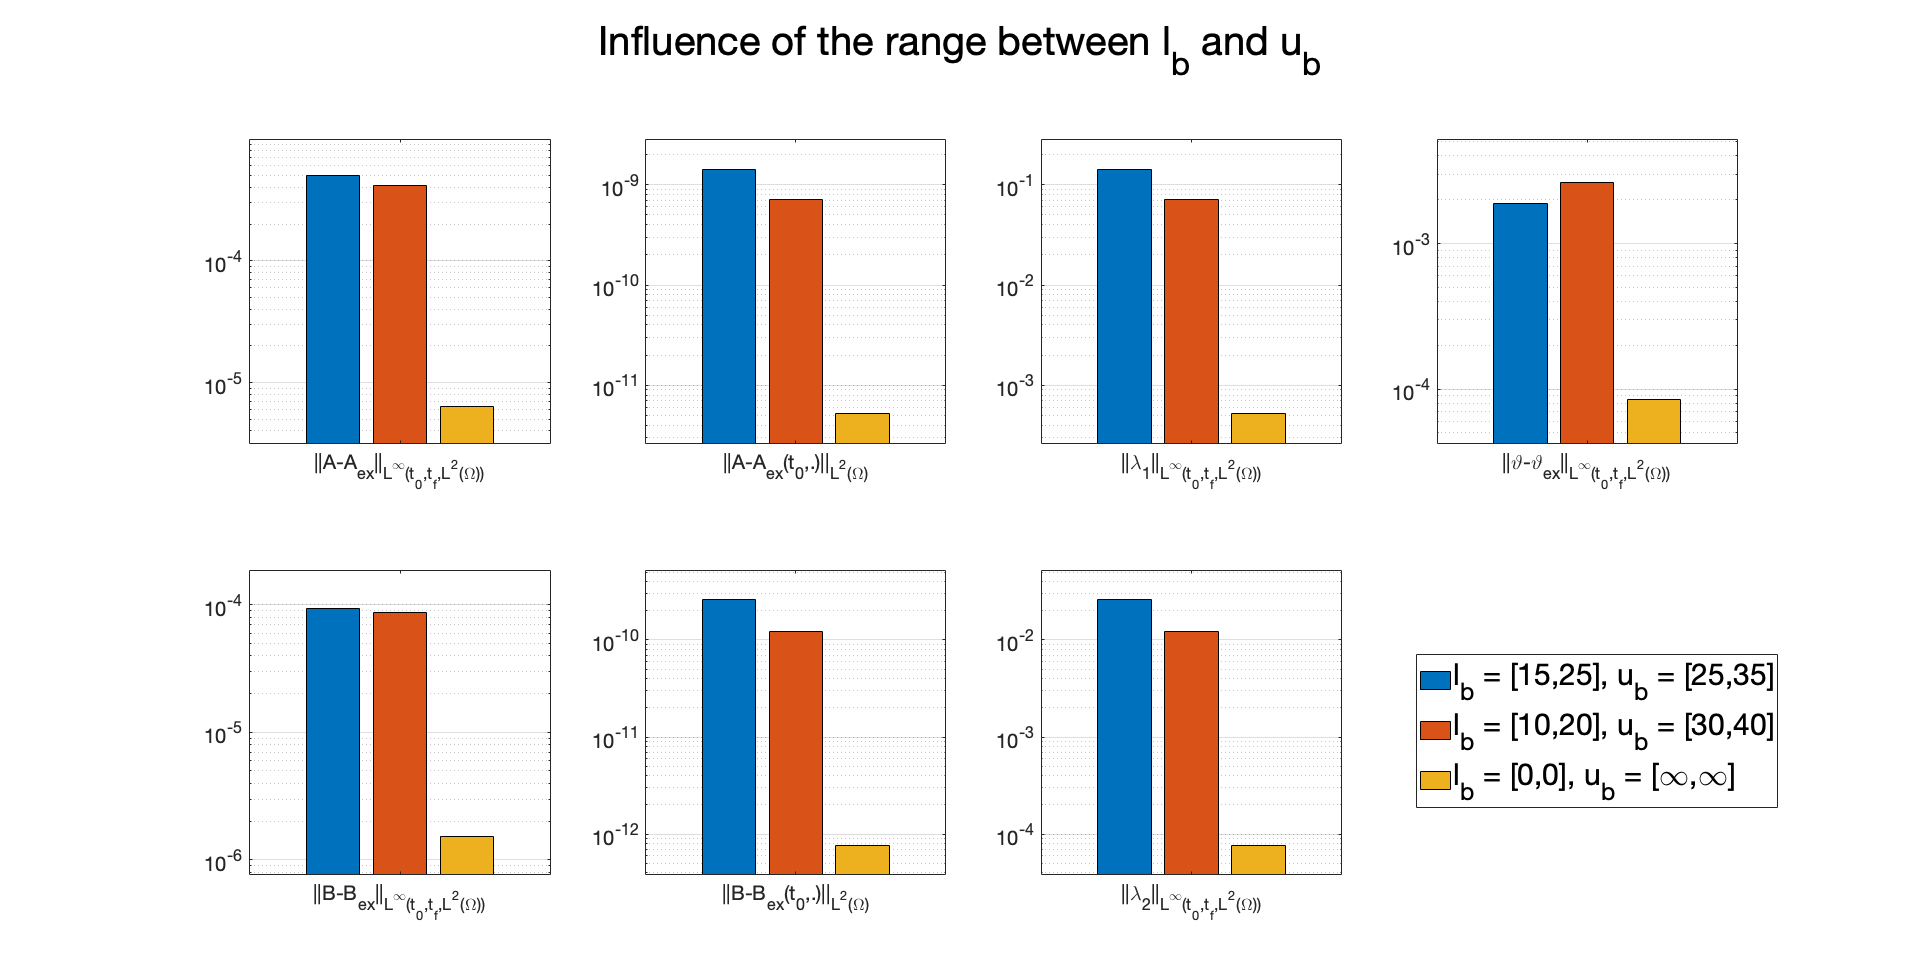 Influence of the range between l_b and u_b
10^-4
10^-5
||A-A_ex||_L^∞(t_0,t_f,L^2(Ω))
10^-9
10^-10
10^-11
||A-A_ex(t_0,.)||_L^2(Ω)
10^-1
10^-2
10^-3
||λ_1||_L^∞(t_0,t_f,L^2(Ω))
10^-3
10^-4
||ϑ-ϑ_ex||_L^∞(t_0,t_f,L^2(Ω))
10^-4
10^-5
10^-6
||B-B_ex||_L^∞(t_0,t_f,L^2(Ω))
10^-10
10^-11
10^-12
||B-B_ex(t_0,.)||_L^2(Ω)
10^-2
10^-3
10^-4
||λ_2||_L^∞(t_0,t_f,L^2(Ω))
l_b = [15,25], u_b = [25,35]
l_b = [10,20], u_b = [30,40]
l_b = [0,0], u_b = [∞,∞]